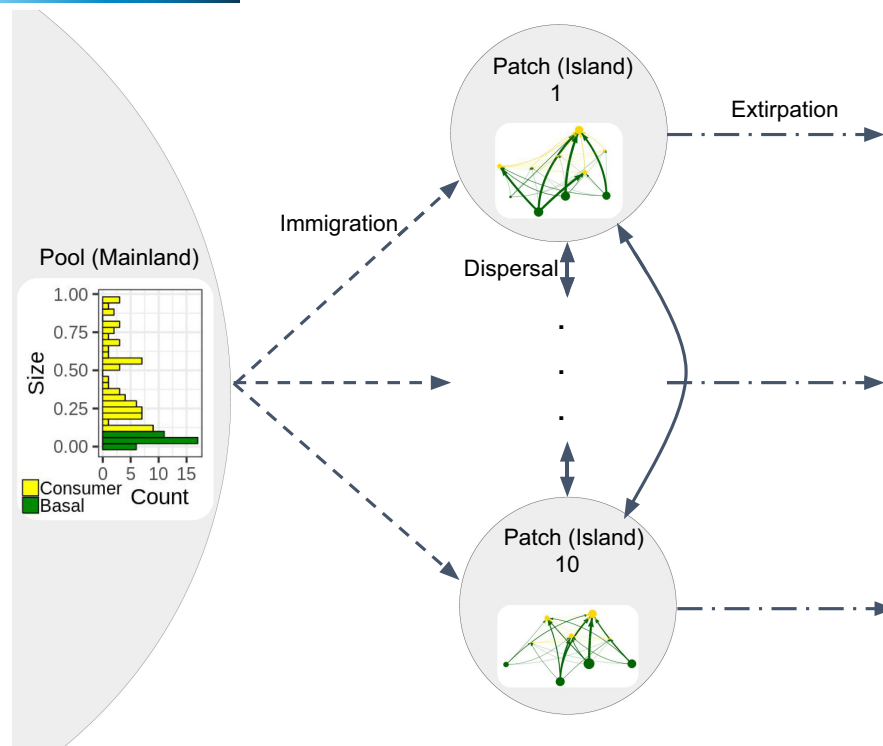 Patch (Island)
1
Extirpation
Immigration
Pool (Mainland)
Dispersal
1.00
0.75
0.50
0.25
0.00
Size
0 5 10 15
Count
Consumer
Basal
.
.
.
Patch (Island)
10